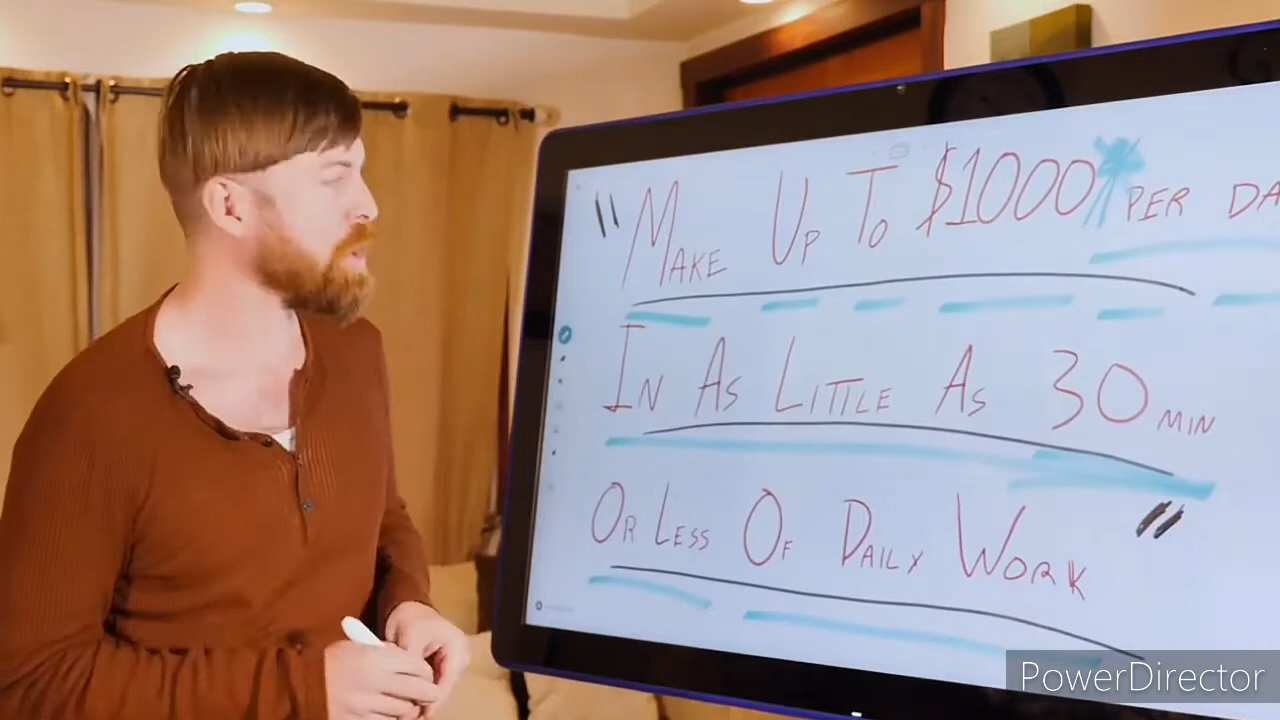 "Make Up To $1000* PER DA
In As Little As 30 min
Or Less Of Daily Work"
PowerDirector